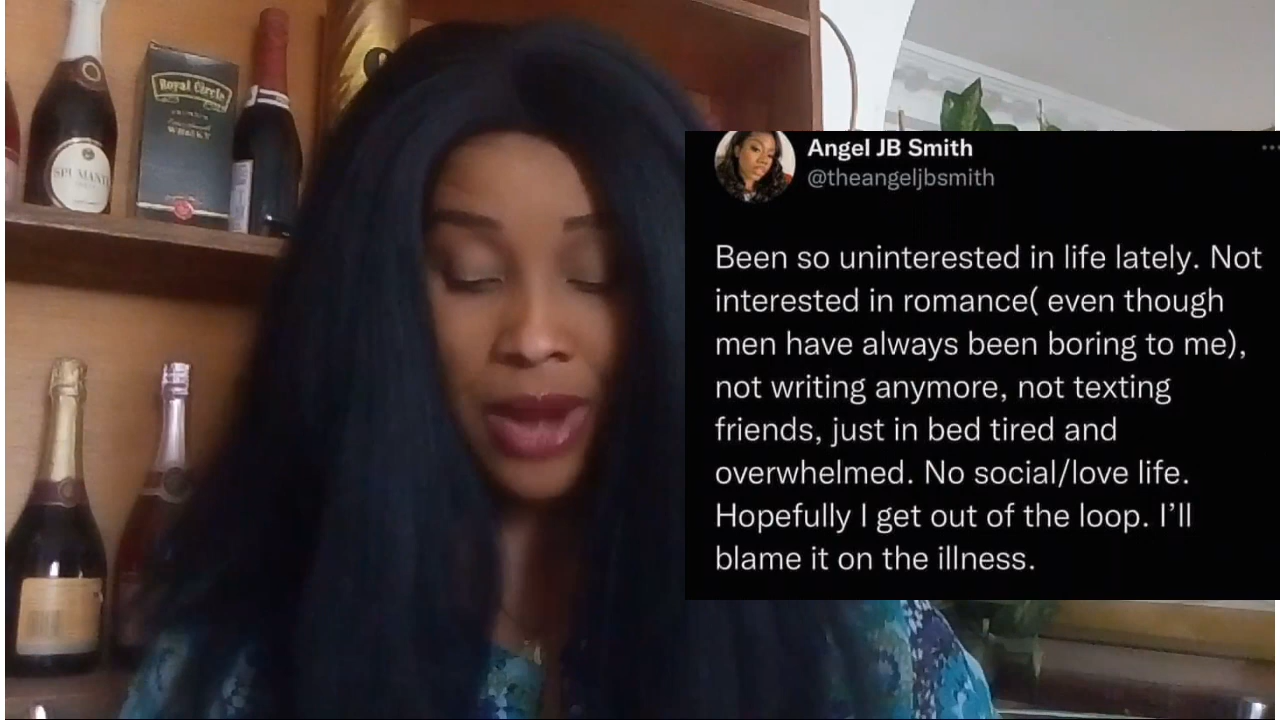 Royal Circle
WHISKY
SPUMANTE
Angel JB Smith
@theangeljbsmith
Been so uninterested in life lately. Not
interested in romance( even though
men have always been boring to me),
not writing anymore, not texting
friends, just in bed tired and
overwhelmed. No social/love life.
Hopefully I get out of the loop. I’ll
blame it on the illness.